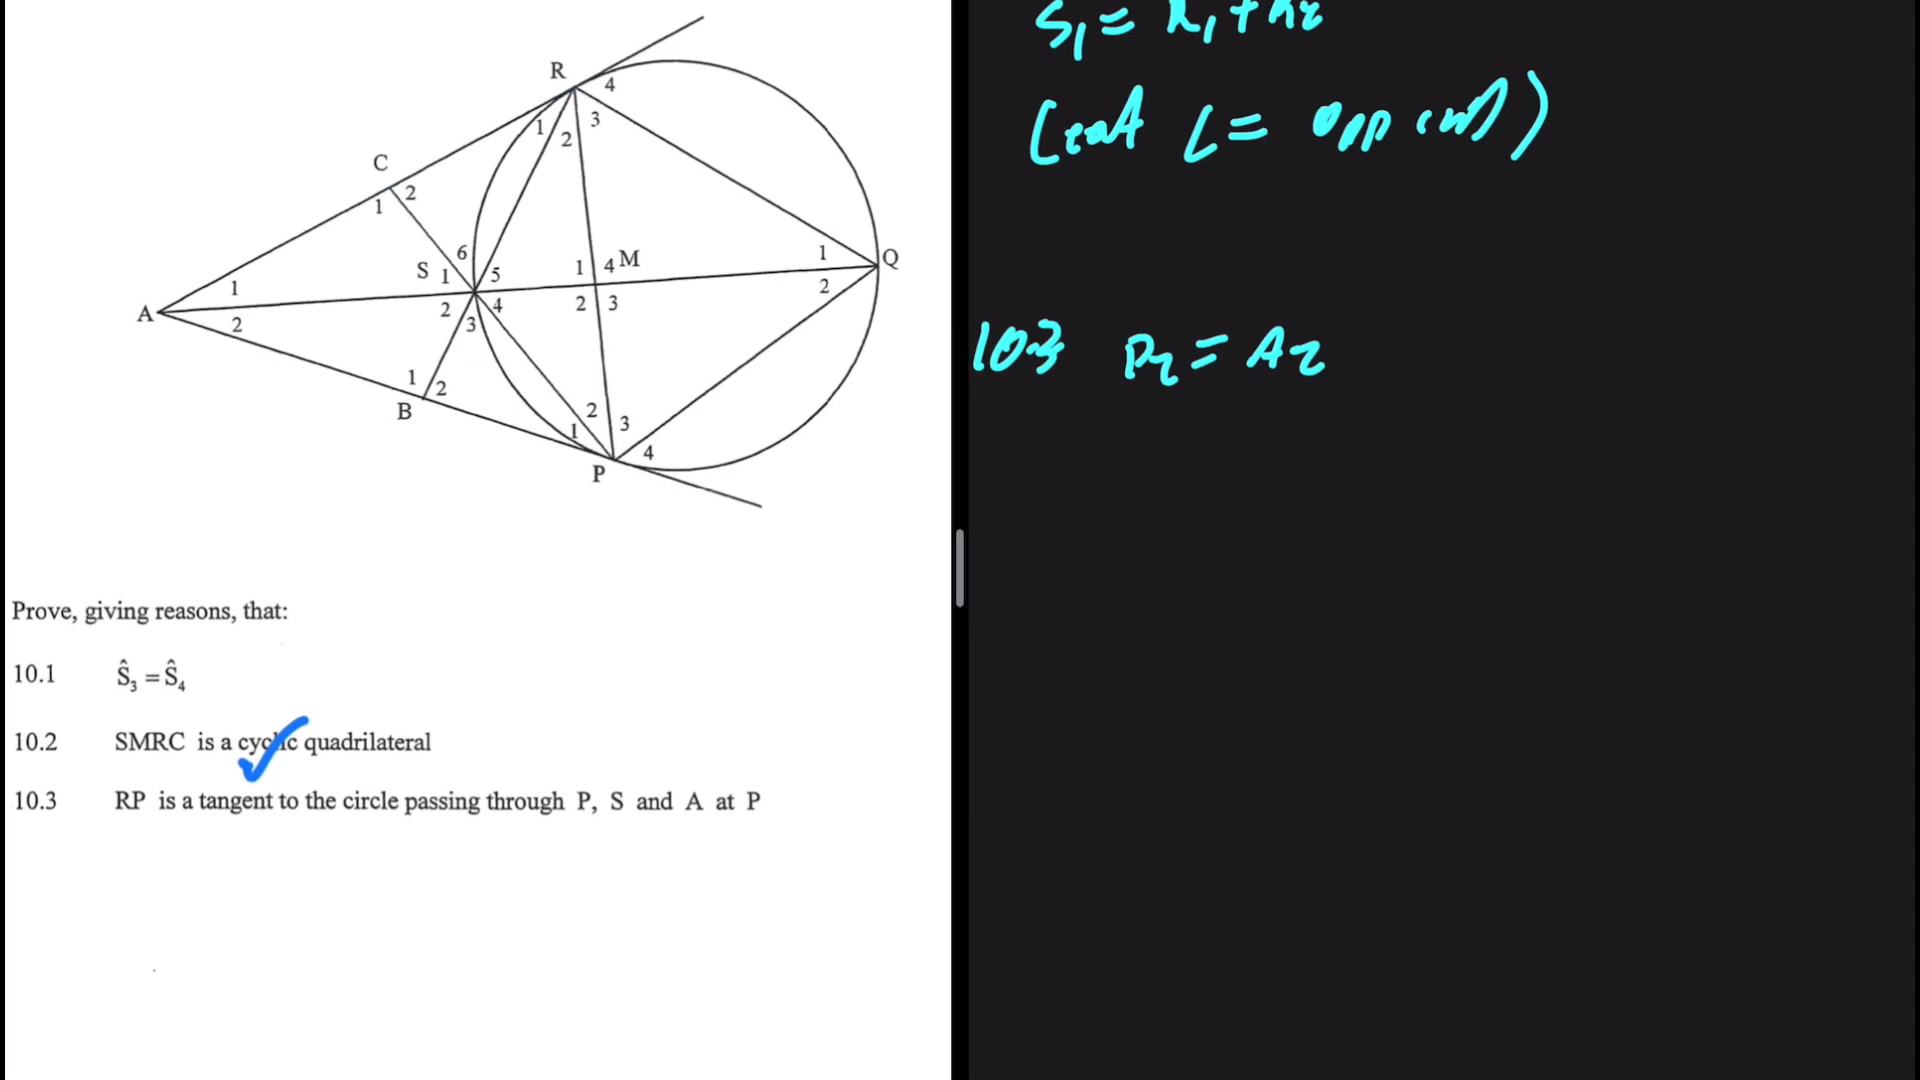 R
4
1
3
2
C
2
1
6
M
Q
S
1
5
1
4
1
1
2
A
2
4
2
3
2
3
1
2
B
2
3
1
4
P
Prove, giving reasons, that:
10.1 Ŝ₃ = Ŝ₄
10.2 SMRC is a cyclic quadrilateral
10.3 RP is a tangent to the circle passing through P, S and A at P
S₁ = R₁ + R₂
(ext ∠ = opp int)
10.3 P₂ = A₂